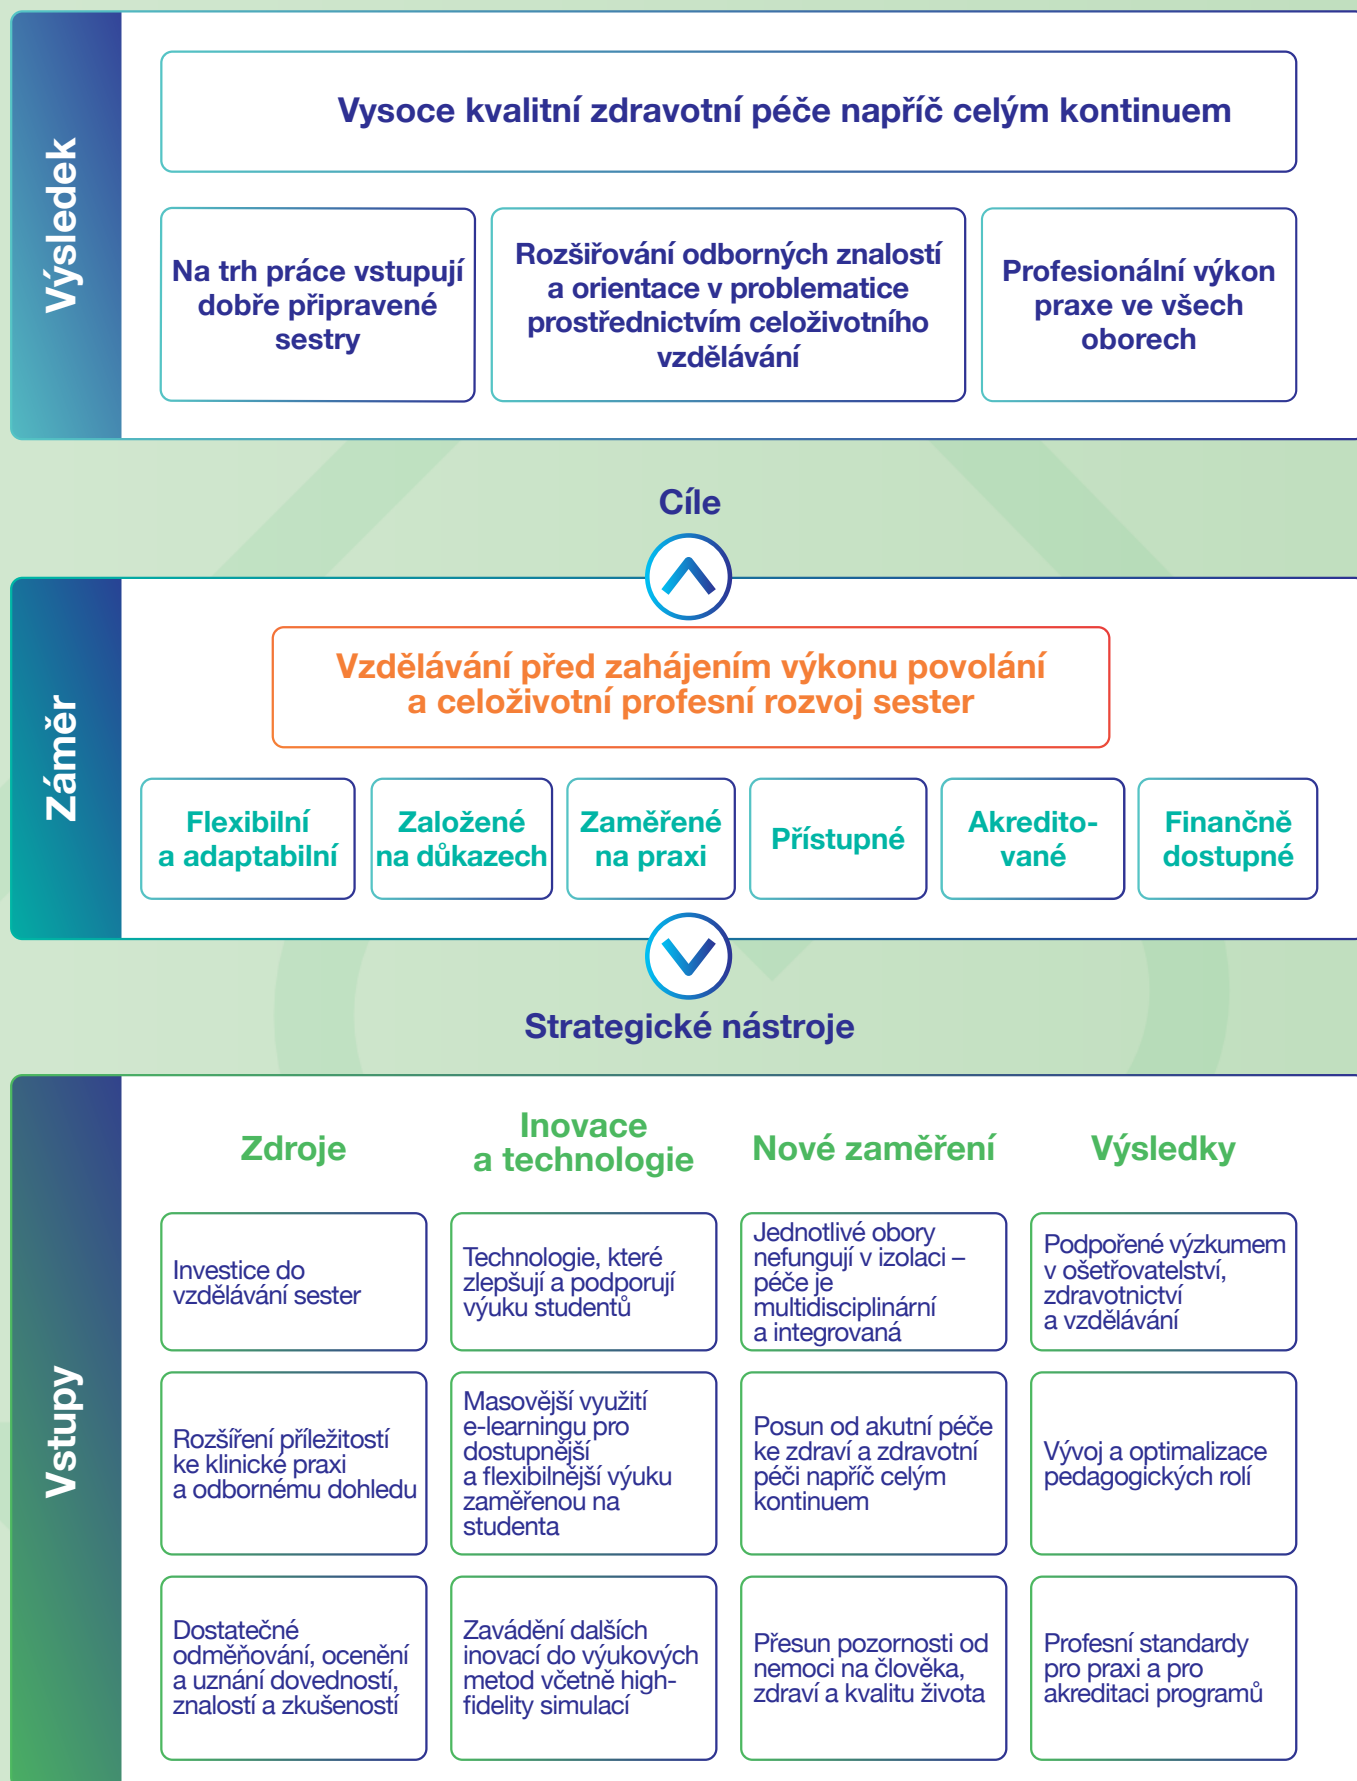 Výsledek
Vysoce kvalitní zdravotní péče napříč celým kontinuem
Na trh práce vstupují
dobře připravené
sestry
Rozšiřování odborných znalostí
a orientace v problematice
prostřednictvím celoživotního
vzdělávání
Profesionální výkon
praxe ve všech
oborech
Cíle
Záměr
Vzdělávání před zahájením výkonu povolání
a celoživotní profesní rozvoj sester
Flexibilní
a adaptabilní
Založené
na důkazech
Zaměřené
na praxi
Přístupné
Akredito-
vané
Finančně
dostupné
Strategické nástroje
Vstupy
Zdroje
Inovace
a technologie
Nové zaměření
Výsledky
Investice do
vzdělávání sester
Technologie, které
zlepšují a podporují
výuku studentů
Jednotlivé obory
nefungují v izolaci –
péče je
multidisciplinární
a integrovaná
Podpořené výzkumem
v ošetřovatelství,
zdravotnictví
a vzdělávání
Rozšíření příležitostí
ke klinické praxi
a odbornému dohledu
Masovější využití
e-learningu pro
dostupnější
a flexibilnější výuku
zaměřenou na
studenta
Posun od akutní péče
ke zdraví a zdravotní
péči napříč celým
kontinuem
Vývoj a optimalizace
pedagogických rolí
Dostatečné
odměňování, ocenění
a uznání dovedností,
znalostí a zkušeností
Zavádění dalších
inovací do výukových
metod včetně high-
fidelity simulací
Přesun pozornosti od
nemoci na člověka,
zdraví a kvalitu života
Profesní standardy
pro praxi a pro
akreditaci programů